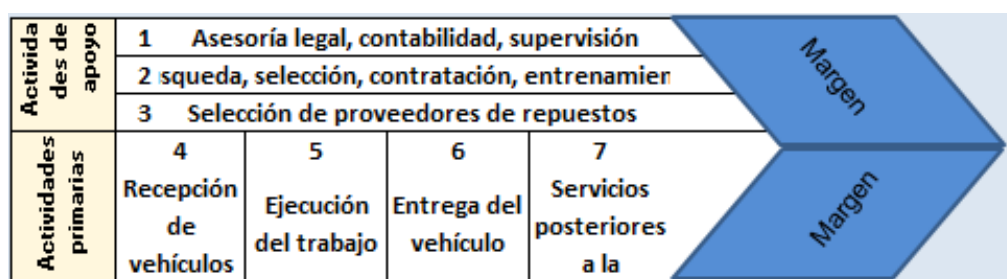 Activida
des de
apoyo
1 Asesoría legal, contabilidad, supervisión
2 squeda, selección, contratación, entrenamien
3 Selección de proveedores de repuestos
Margen
Actividades
primarias
4
Recepción
de
vehículos
5
Ejecución
del trabajo
6
Entrega del
vehículo
7
Servicios
posteriores
a la
Margen